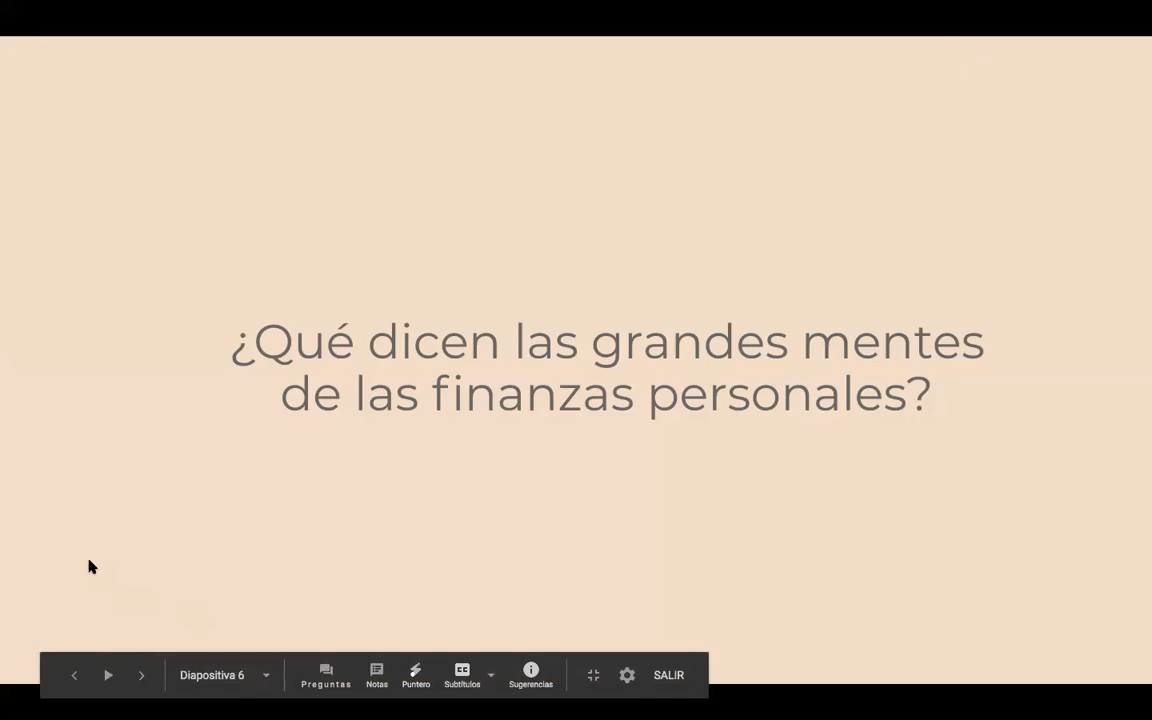 ¿Qué dicen las grandes mentes
de las finanzas personales?
Diapositiva 6
Preguntas
Notas
Puntero
Subtítulos
Sugerencias
SALIR